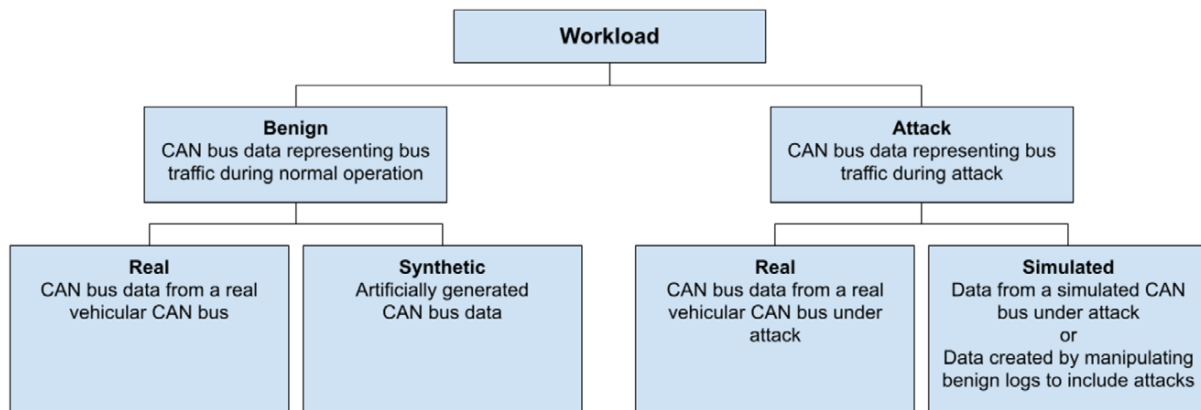 Workload
Benign
CAN bus data representing bus
traffic during normal operation
Attack
CAN bus data representing bus
traffic during attack
Real
CAN bus data from a real
vehicular CAN bus
Synthetic
Artificially generated
CAN bus data
Real
CAN bus data from a real
vehicular CAN bus under
attack
Simulated
Data from a simulated CAN
bus under attack
or
Data created by manipulating
benign logs to include attacks